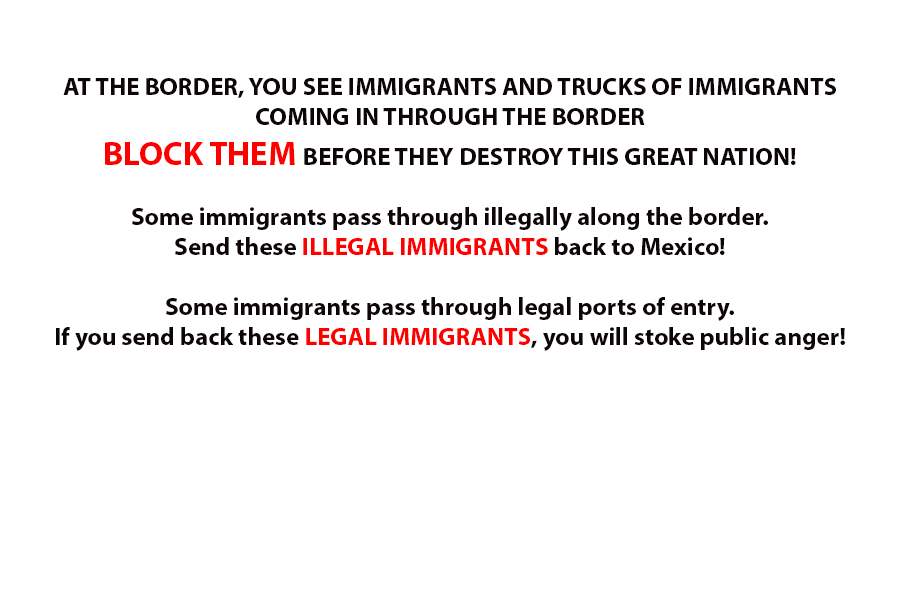 AT THE BORDER, YOU SEE IMMIGRANTS AND TRUCKS OF IMMIGRANTS
COMING IN THROUGH THE BORDER
BLOCK THEM BEFORE THEY DESTROY THIS GREAT NATION!
Some immigrants pass through illegally along the border.
Send these ILLEGAL IMMIGRANTS back to Mexico!
Some immigrants pass through legal ports of entry.
If you send back these LEGAL IMMIGRANTS, you will stoke public anger!